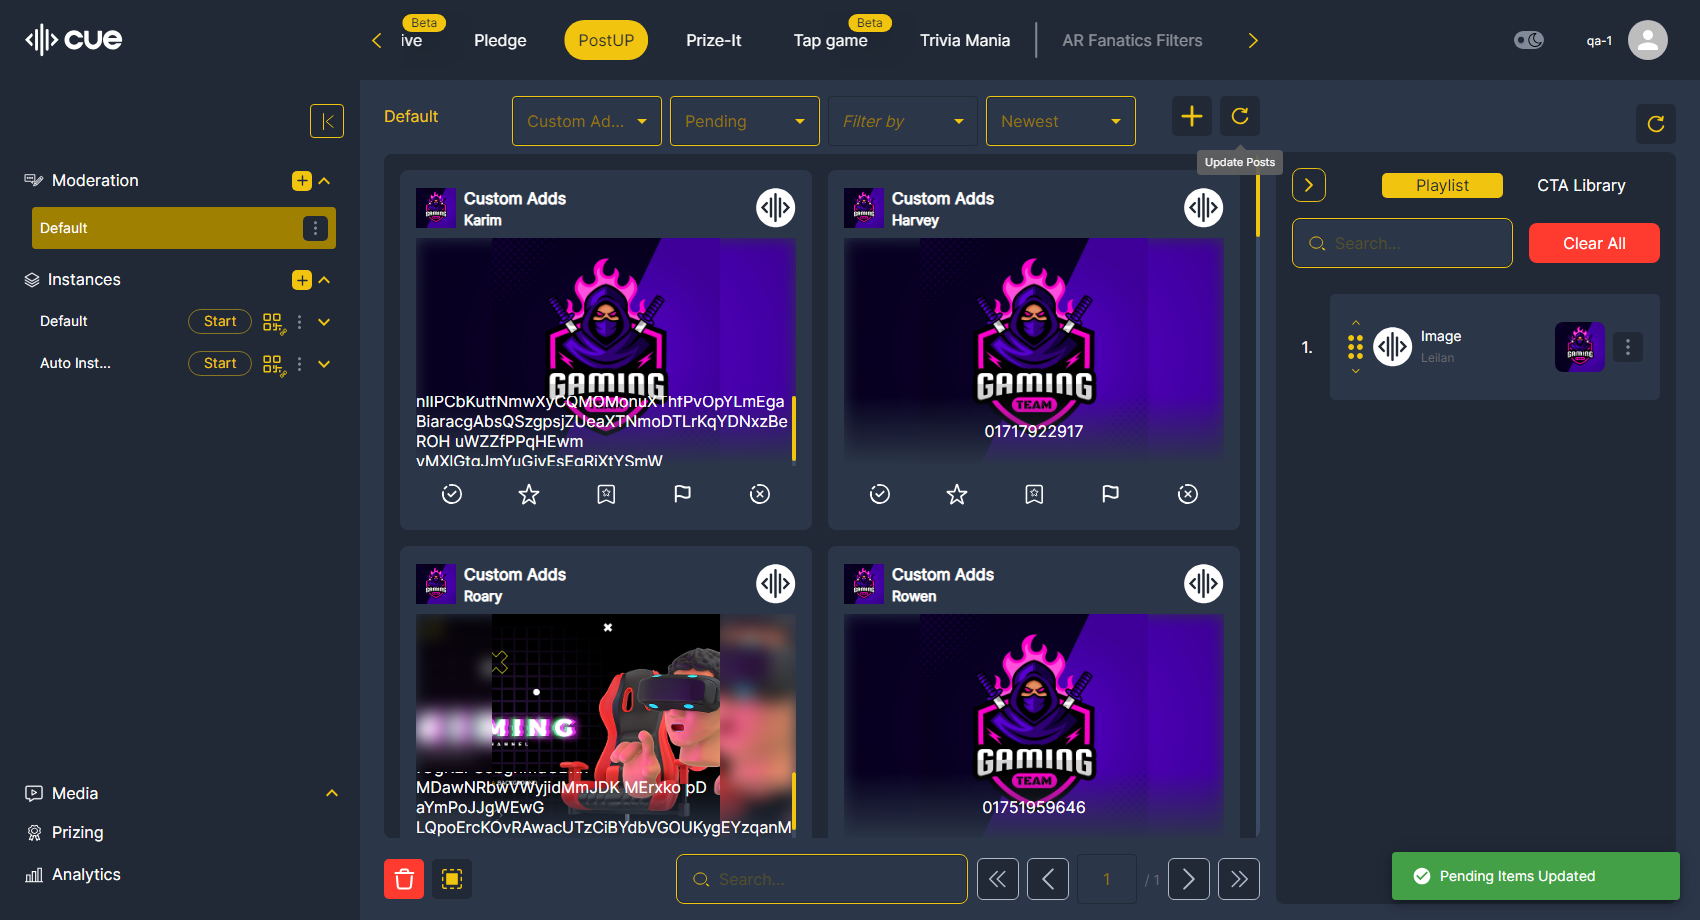 cue
Beta
ive
Pledge
PostUP
Prize-It
Beta
Tap game
Trivia Mania
AR Fanatics Filters
qa-1
Default
Custom Ad...
Pending
Filter by
Newest
Update Posts
Moderation
Default
Instances
Default
Start
Auto Inst...
Start
Media
Prizing
Analytics
Custom Adds
Karim
GAMING
BiaracgAbsQSzgpsjZUeaXTNmoDTLrKqYDNxzBe
ROH uWZZfPPqHEwm
Custom Adds
Harvey
GAMING
TEAM
01717922917
Custom Adds
Roary
MDawNRbwVWyjidMmJDK MErxko pD
aYmPoJJgWEwG
LQpoErcKOvRAwacUTzCiBYdbVGOUKygEYzqanM
Custom Adds
Rowen
GAMING
TEAM
01751959646
Search...
1
/ 1
Playlist
CTA Library
Search...
Clear All
1.
Image
Leilan
Pending Items Updated